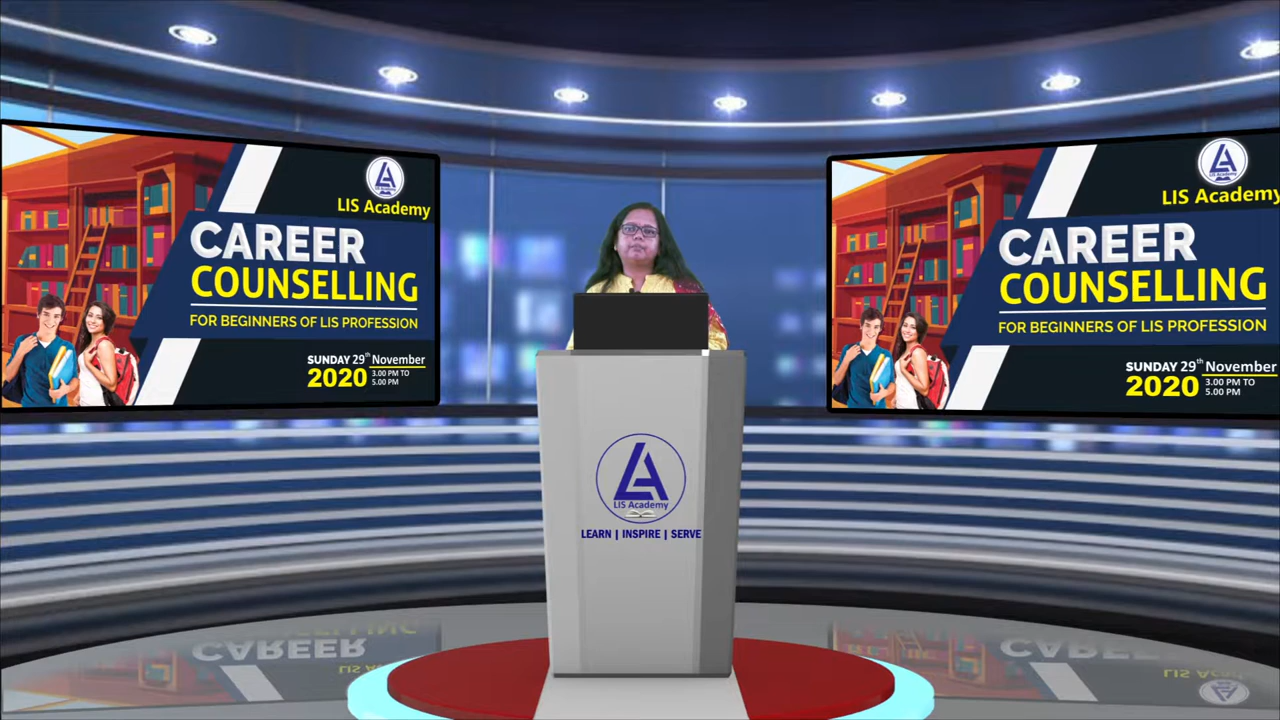 LIS Academy
CAREER
COUNSELLING
FOR BEGINNERS OF LIS PROFESSION
SUNDAY 29th November
2020 3.00 PM TO
5.00 PM
LIS Academy
CAREER
COUNSELLING
FOR BEGINNERS OF LIS PROFESSION
SUNDAY 29th November
2020 3.00 PM TO
5.00 PM
LIS Academy
LEARN | INSPIRE | SERVE